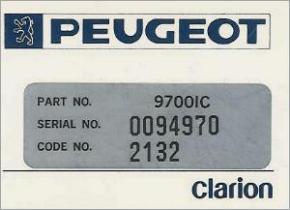 PEUGEOT
PART NO. 9700IC
SERIAL NO. 0094970
CODE NO. 2132
Clarion